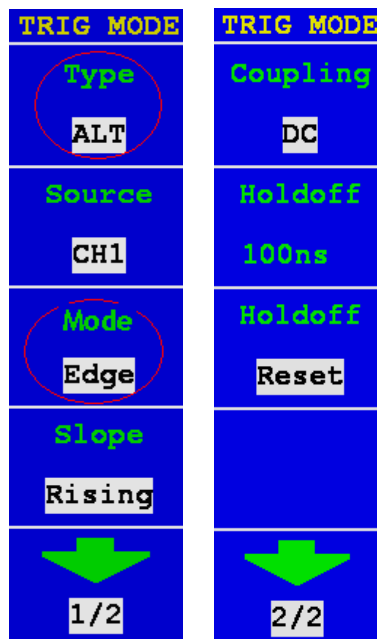 TRIG MODE
Type
ALT
Source
CH1
Mode
Edge
Slope
Rising
1/2
TRIG MODE
Coupling
DC
Holdoff
100ns
Holdoff
Reset
2/2